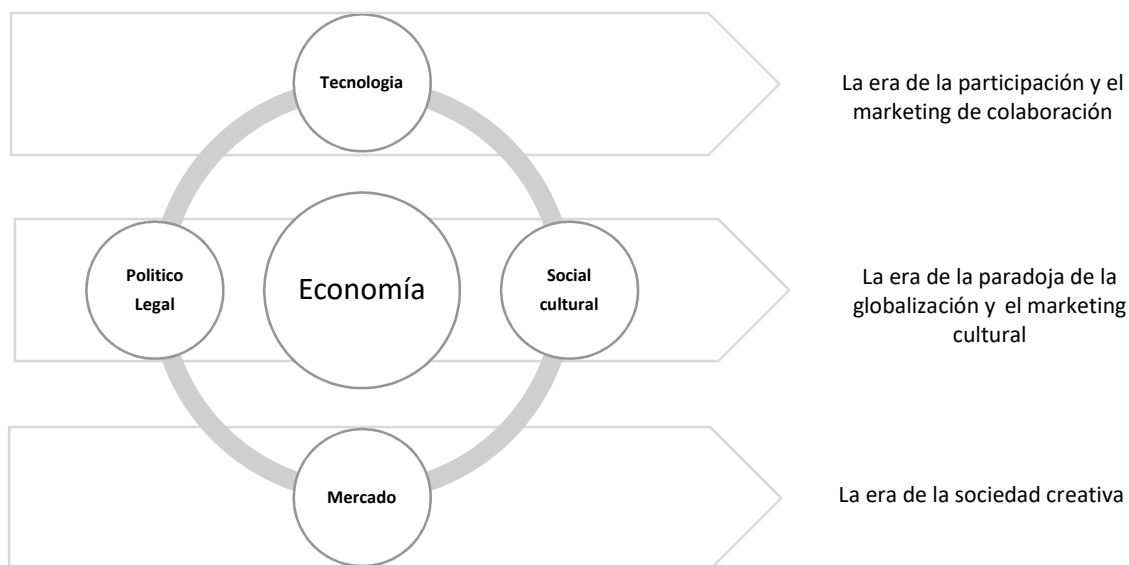 Tecnologia
La era de la participación y el
marketing de colaboración
Politico
Legal
Economía
Social
cultural
La era de la paradoja de la
globalización y el marketing
cultural
Mercado
La era de la sociedad creativa